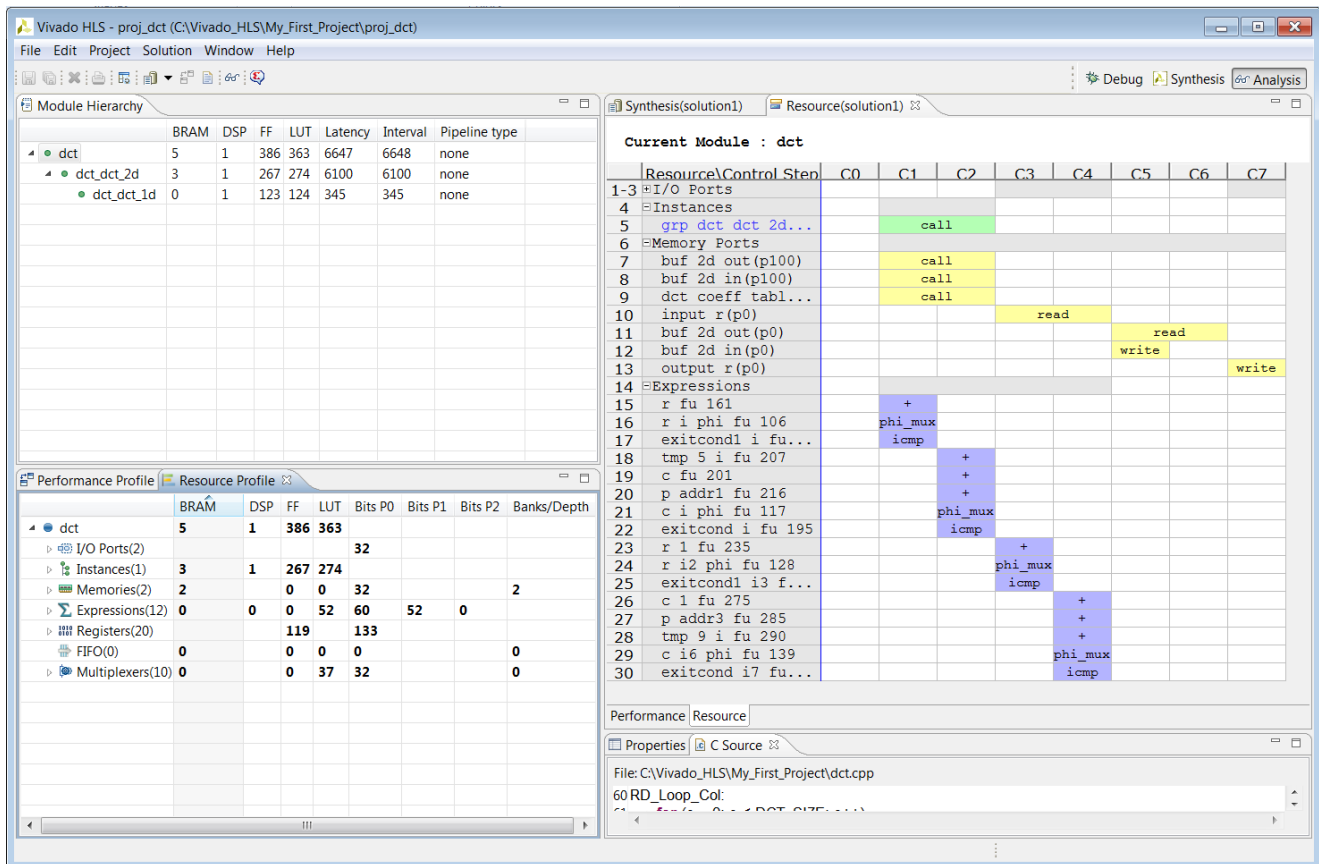 Vivado HLS - proj_dct (C:\Vivado_HLS\My_First_Project\proj_dct)
File Edit Project Solution Window Help
Debug Synthesis Analysis
Module Hierarchy
BRAM DSP FF LUT Latency Interval Pipeline type
dct 5 1 386 363 6647 6648 none
dct_dct_2d 3 1 267 274 6100 6100 none
dct_dct_1d 0 1 123 124 345 345 none
Performance Profile Resource Profile
BRAM DSP FF LUT Bits P0 Bits P1 Bits P2 Banks/Depth
dct 5 1 386 363
I/O Ports(2) 32
Instances(1) 3 1 267 274
Memories(2) 2 0 0 32 2
Expressions(12) 0 0 0 52 60 52 0
Registers(20) 119 133
FIFO(0) 0 0 0 0 0
Multiplexers(10) 0 0 37 32 0
Synthesis(solution1) Resource(solution1)
Current Module : dct
Resource\Control Step C0 C1 C2 C3 C4 C5 C6 C7
1-3 I/O Ports
4 Instances
5 grp dct dct 2d... call
6 Memory Ports
7 buf 2d out(p100) call
8 buf 2d in(p100) call
9 dct coeff tabl... call
10 input r(p0) read
11 buf 2d out(p0) read
12 buf 2d in(p0) write
13 output r(p0) write
14 Expressions
15 r fu 161 +
16 r i phi fu 106 phi_mux
17 exitcond1 i fu... icmp
18 tmp 5 i fu 207 +
19 c fu 201 +
20 p addr1 fu 216 +
21 c i phi fu 117 phi_mux
22 exitcond i fu 195 icmp
23 r 1 fu 235 +
24 r i2 phi fu 128 phi_mux
25 exitcond1 i3 f... icmp
26 c 1 fu 275 +
27 p addr3 fu 285 +
28 tmp 9 i fu 290 +
29 c i6 phi fu 139 phi_mux
30 exitcond i7 fu... icmp
Performance Resource
Properties C Source
File: C:\Vivado_HLS\My_First_Project\dct.cpp
60 RD_Loop_Col: